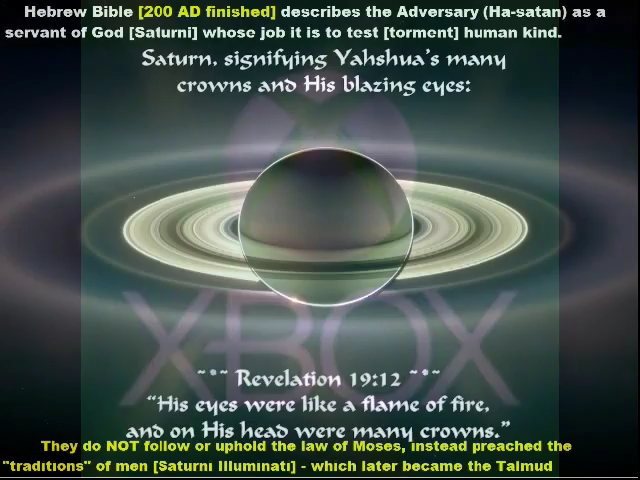 Hebrew Bible [200 AD finished] describes the Adversary (Ha-satan) as a
servant of God [Saturni] whose job it is to test [torment] human kind.
Saturn, signifying Yahshua's many
crowns and His blazing eyes:
XBOX
~*~ Revelation 19:12 ~*~
"His eyes were like a flame of fire,
and on His head were many crowns."
They do NOT follow or uphold the law of Moses, instead preached the
"traditions" of men [Saturni Illuminati] - which later became the Talmud